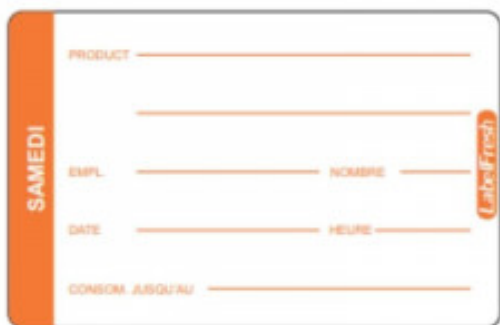 SAMEDI
PRODUCT
EMPL. NOMBRE
DATE HEURE
CONSOM. JUSQU'AU
LabelFresh